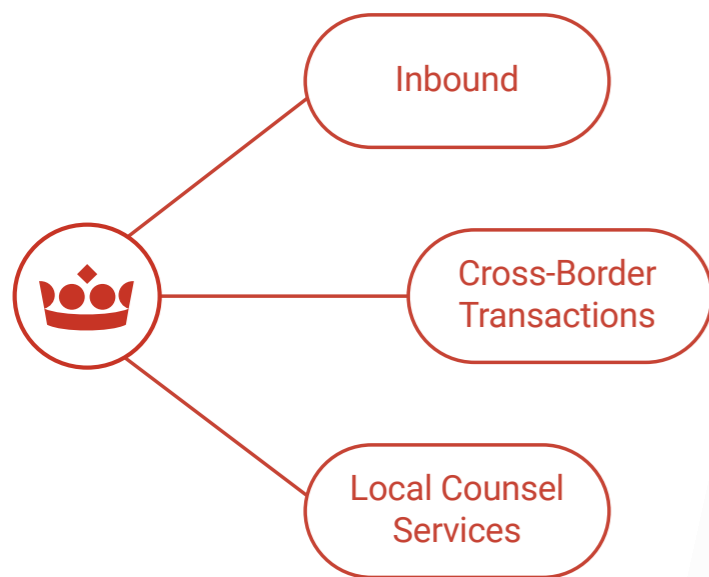 Inbound
Cross-Border
Transactions
Local Counsel
Services